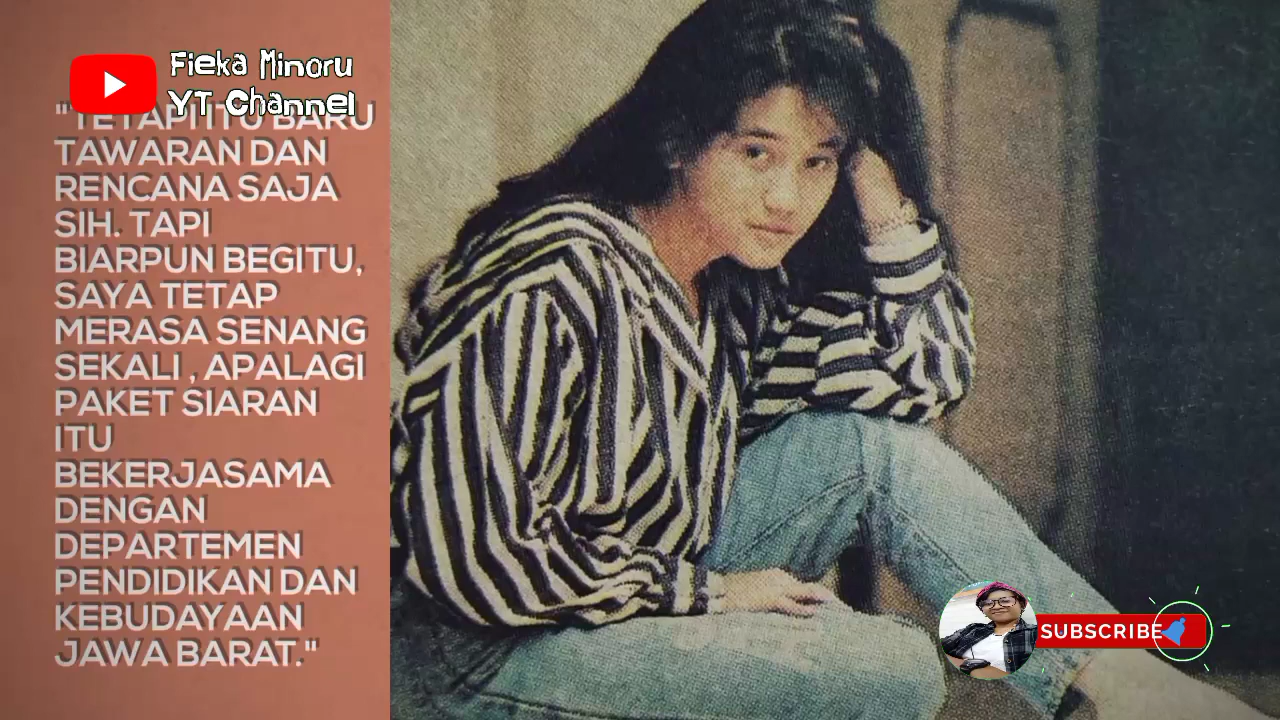 Fieka Minoru
YT Channel
"TETAPI ITU BARU
TAWARAN DAN
RENCANA SAJA
SIH. TAPI
BIARPUN BEGITU,
SAYA TETAP
MERASA SENANG
SEKALI , APALAGI
PAKET SIARAN
ITU
BEKERJASAMA
DENGAN
DEPARTEMEN
PENDIDIKAN DAN
KEBUDAYAAN
JAWA BARAT."
SUBSCRIBE